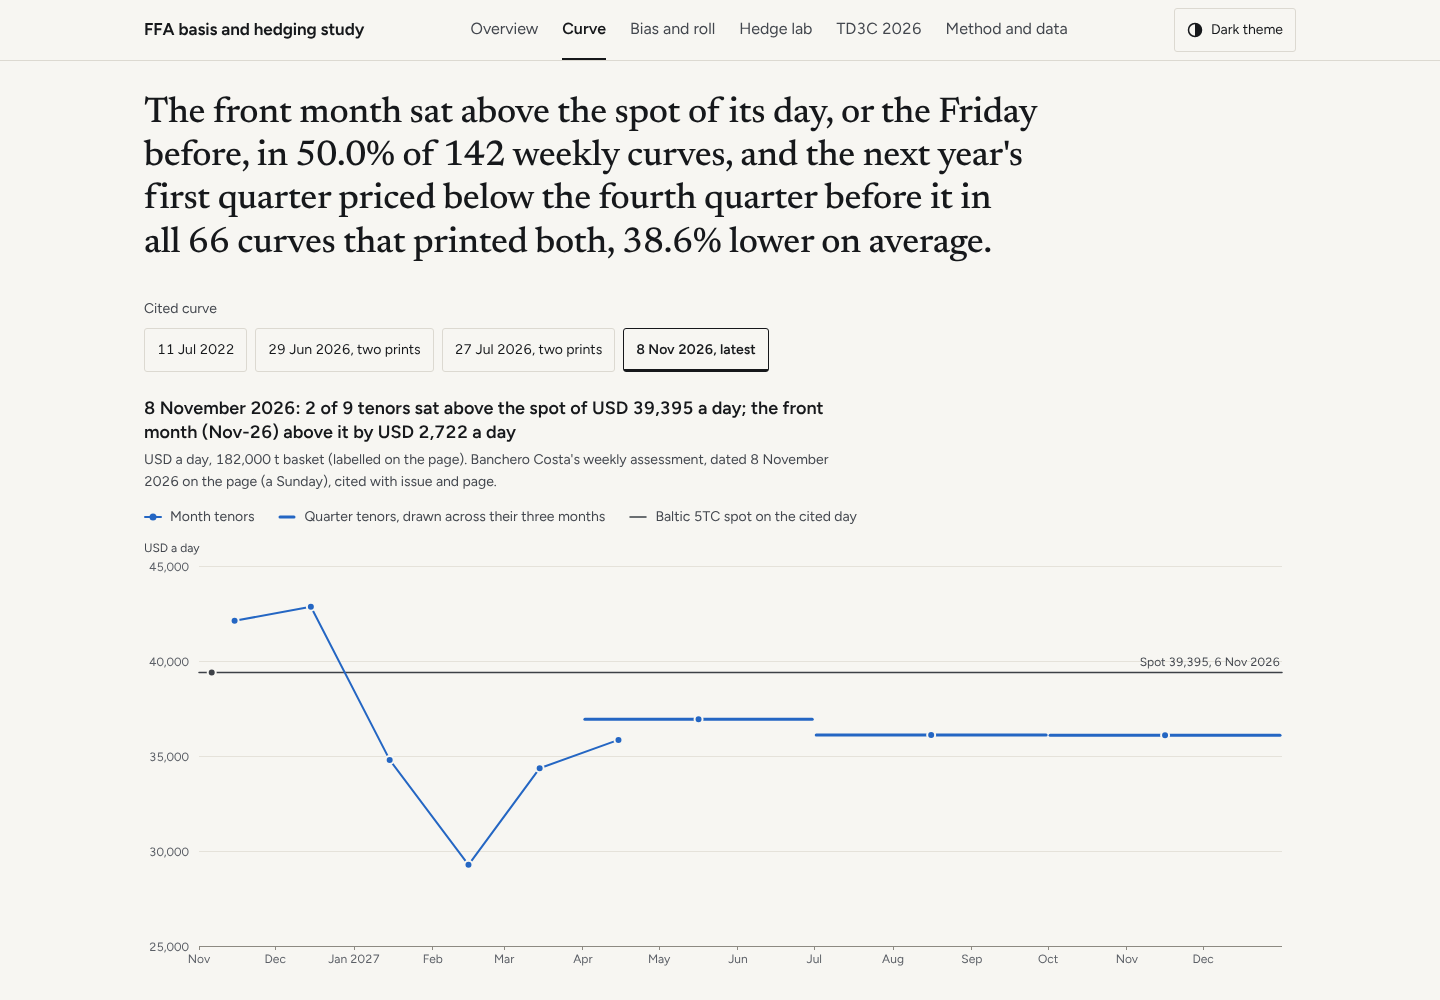 FFA basis and hedging study
Overview
Curve
Bias and roll
Hedge lab
TD3C 2026
Method and data
Dark theme
The front month sat above the spot of its day, or the Friday
before, in 50.0% of 142 weekly curves, and the next year's
first quarter priced below the fourth quarter before it in
all 66 curves that printed both, 38.6% lower on average.
Cited curve
11 Jul 2022
29 Jun 2026, two prints
27 Jul 2026, two prints
8 Nov 2026, latest
8 November 2026: 2 of 9 tenors sat above the spot of USD 39,395 a day; the front
month (Nov-26) above it by USD 2,722 a day
USD a day, 182,000 t basket (labelled on the page). Banchero Costa's weekly assessment, dated 8 November
2026 on the page (a Sunday), cited with issue and page.
Month tenors
Quarter tenors, drawn across their three months
Baltic 5TC spot on the cited day
USD a day
45,000
40,000
Spot 39,395, 6 Nov 2026
35,000
30,000
25,000
Nov
Dec
Jan 2027
Feb
Mar
Apr
May
Jun
Jul
Aug
Sep
Oct
Nov
Dec